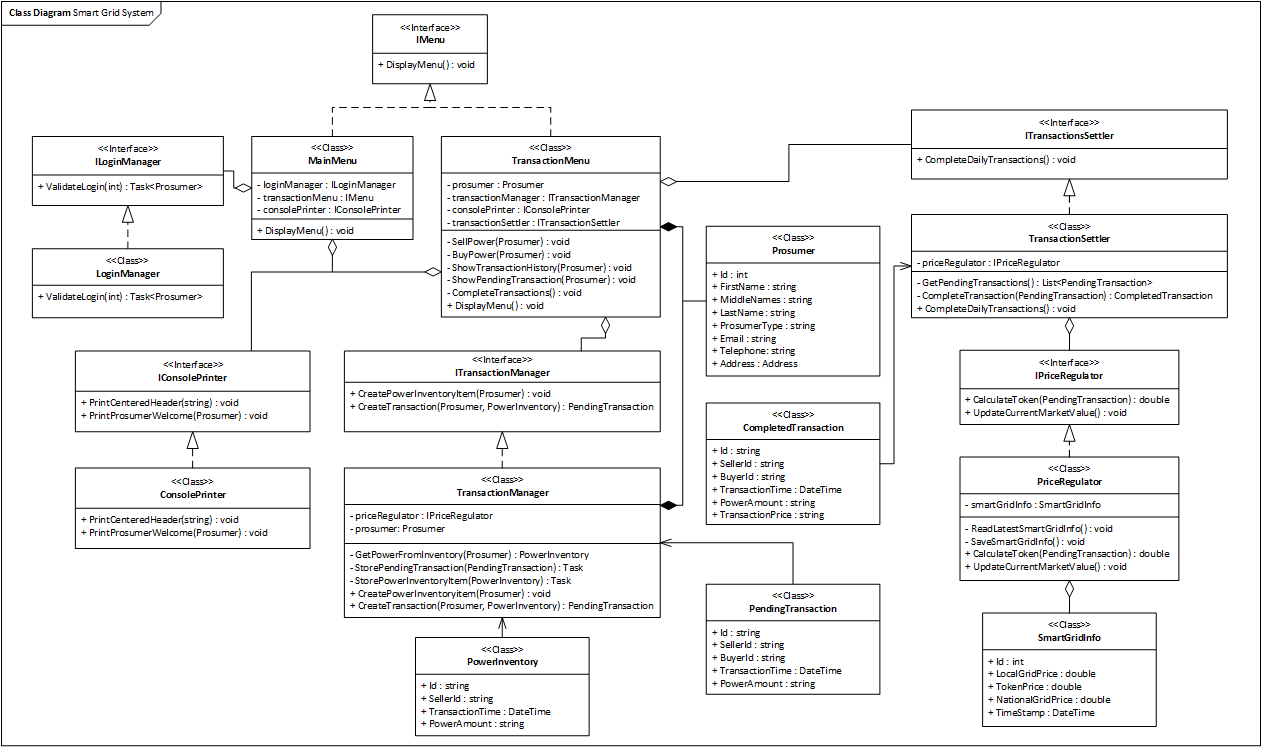 Class Diagram Smart Grid System
<<Interface>>
IMenu
+ DisplayMenu() : void
<<Interface>>
ILoginManager
+ ValidateLogin(int) : Task<Prosumer>
<<Class>>
LoginManager
+ ValidateLogin(int) : Task<Prosumer>
<<Class>>
MainMenu
- loginManager : ILoginManager
- transactionMenu : IMenu
- consolePrinter : IConsolePrinter
+ DisplayMenu() : void
<<Class>>
TransactionMenu
- prosumer : Prosumer
- transactionManager : ITransactionManager
- consolePrinter : IConsolePrinter
- transactionSettler : ITransactionSettler
- SellPower(Prosumer) : void
- BuyPower(Prosumer) : void
- ShowTransactionHistory(Prosumer) : void
- ShowPendingTransaction(Prosumer) : void
- CompleteTransactions() : void
+ DisplayMenu() : void
<<Interface>>
ITransactionsSettler
+ CompleteDailyTransactions() : void
<<Class>>
TransactionSettler
- priceRegulator : IPriceRegulator
- GetPendingTransactions() : List<PendingTransaction>
- CompleteTransaction(PendingTransaction) : CompletedTransaction
+ CompleteDailyTransactions() : void
<<Class>>
Prosumer
+ Id : int
+ FirstName : string
+ MiddleNames : string
+ LastName : string
+ ProsumerType : string
+ Email : string
+ Telephone: string
+ Address : Address
<<Interface>>
IConsolePrinter
+ PrintCenteredHeader(string) : void
+ PrintProsumerWelcome(Prosumer) : void
<<Class>>
ConsolePrinter
+ PrintCenteredHeader(string) : void
+ PrintProsumerWelcome(Prosumer) : void
<<Interface>>
ITransactionManager
+ CreatePowerInventoryItem(Prosumer) : void
+ CreateTransaction(Prosumer, PowerInventory) : PendingTransaction
<<Class>>
TransactionManager
- priceRegulator : IPriceRegulator
- prosumer: Prosumer
- GetPowerFromInventory(Prosumer) : PowerInventory
- StorePendingTransaction(PendingTransaction) : Task
- StorePowerInventoryItem(PowerInventory) : Task
+ CreatePowerInventoryitem(Prosumer) : void
+ CreateTransaction(Prosumer, PowerInventory) : PendingTransaction
<<Class>>
PowerInventory
+ Id : string
+ SellerId : string
+ TransactionTime : DateTime
+ PowerAmount : string
<<Class>>
CompletedTransaction
+ Id : string
+ SellerId : string
+ BuyerId : string
+ TransactionTime : DateTime
+ PowerAmount : string
+ TransactionPrice : string
<<Class>>
PendingTransaction
+ Id : string
+ SellerId : string
+ BuyerId : string
+ TransactionTime : DateTime
+ PowerAmount : string
<<Interface>>
IPriceRegulator
+ CalculateToken(PendingTransaction) : double
+ UpdateCurrentMarketValue() : void
<<Class>>
PriceRegulator
- smartGridInfo : SmartGridInfo
- ReadLatestSmartGridInfo() : void
- SaveSmartGridInfo() : void
+ CalculateToken(PendingTransaction) : double
+ UpdateCurrentMarketValue() : void
<<Class>>
SmartGridInfo
+ Id : int
+ LocalGridPrice : double
+ TokenPrice : double
+ NationalGridPrice : double
+ TimeStamp : DateTime